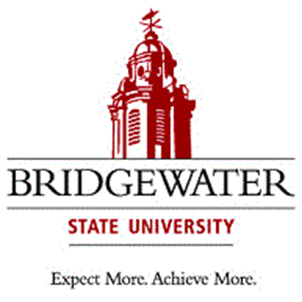 BRIDGEWATER
STATE UNIVERSITY
Expect More. Achieve More.